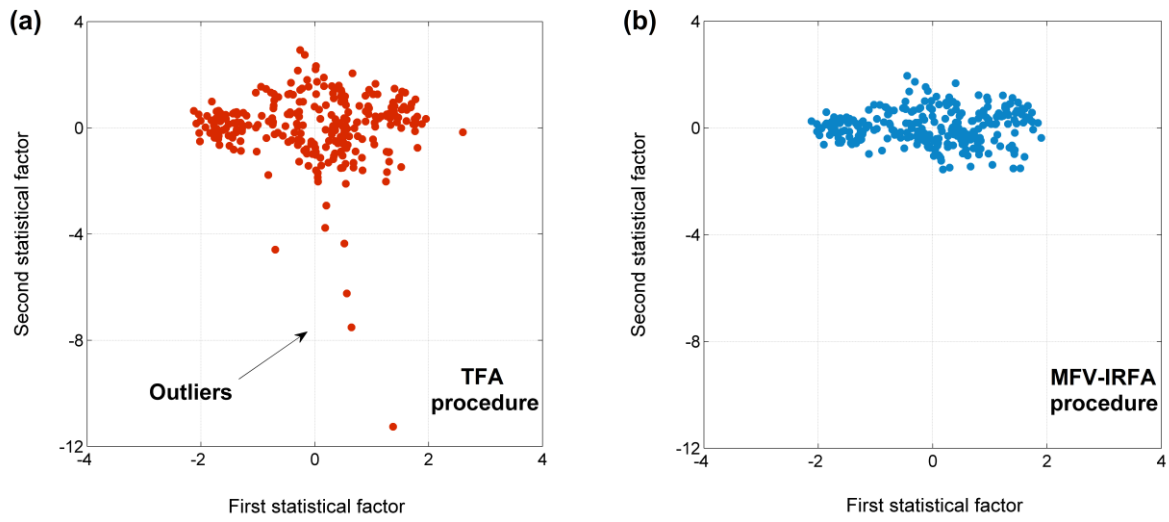 (a)
4
0
-4
-8
-12
-4
-2
0
2
4
Second statistical factor
First statistical factor
Outliers
TFA
procedure
(b)
4
0
-4
-8
-12
-4
-2
0
2
4
Second statistical factor
First statistical factor
MFV-IRFA
procedure